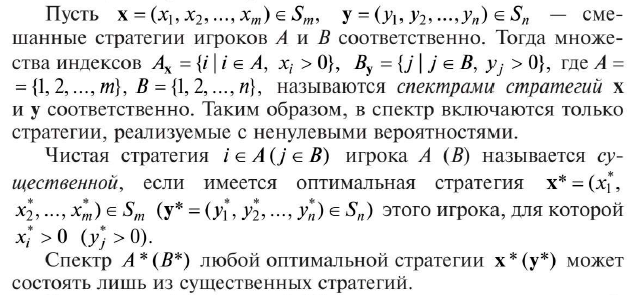 Пусть x = (x₁, x₂, ..., xₘ) ∈ Sₘ, y = (y₁, y₂, ..., yₙ) ∈ Sₙ — сме-
шанные стратегии игроков A и B соответственно. Тогда множе-
ства индексов Aₓ = {i | i ∈ A, xᵢ > 0}, B_y = {j | j ∈ B, yⱼ > 0}, где A =
= {1, 2, ..., m}, B = {1, 2, ..., n}, называются спектрами стратегий x
и y соответственно. Таким образом, в спектр включаются только
стратегии, реализуемые с ненулевыми вероятностями.
Чистая стратегия i ∈ A (j ∈ B) игрока A (B) называется су-
щественной, если имеется оптимальная стратегия x* = (x₁*,
x₂*, ..., xₘ*) ∈ Sₘ (y* = (y₁*, y₂*, ..., yₙ*) ∈ Sₙ) этого игрока, для которой
xᵢ* > 0 (yⱼ* > 0).
Спектр A* (B*) любой оптимальной стратегии x* (y*) может
состоять лишь из существенных стратегий.